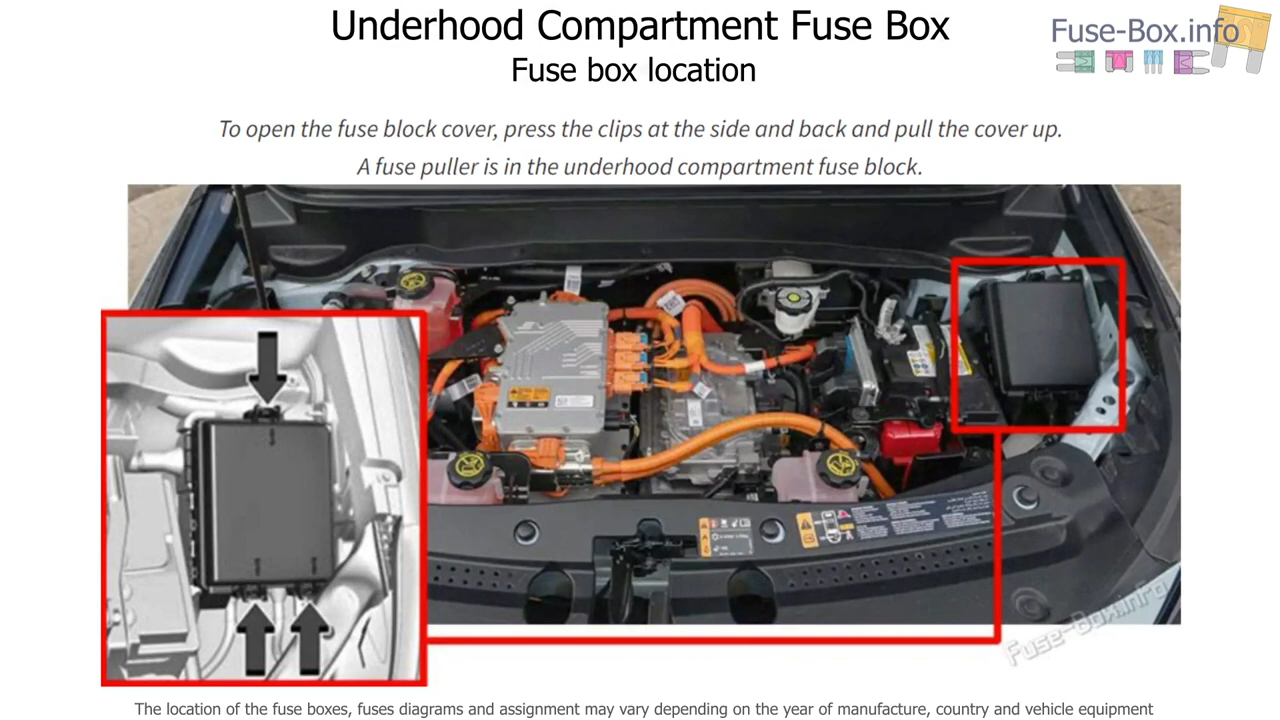 Underhood Compartment Fuse Box
Fuse-Box.info
Fuse box location
To open the fuse block cover, press the clips at the side and back and pull the cover up.
A fuse puller is in the underhood compartment fuse block.
Fuse-Box.info
The location of the fuse boxes, fuses diagrams and assignment may vary depending on the year of manufacture, country and vehicle equipment